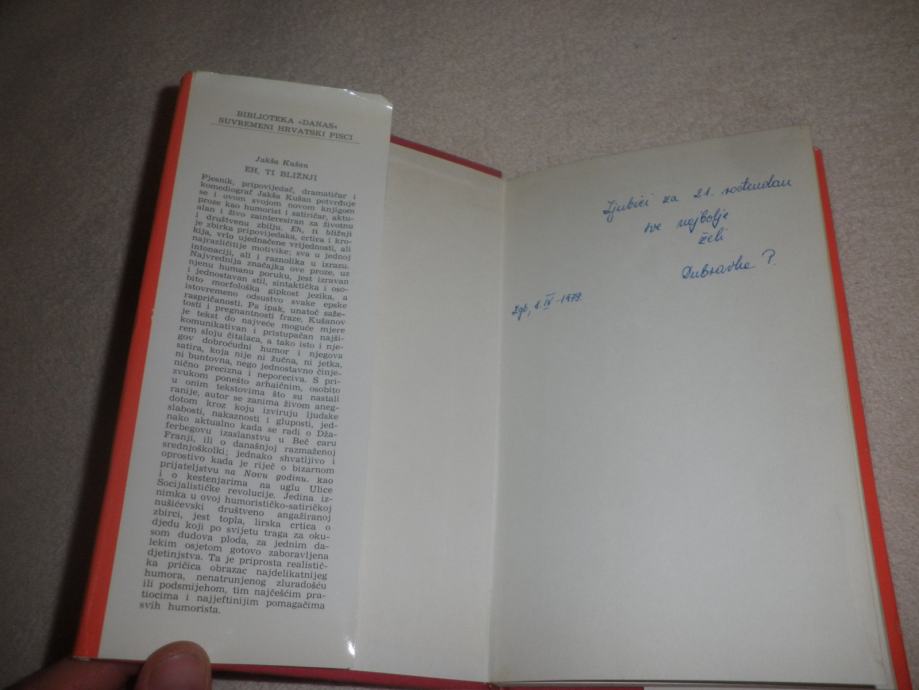 BIBLIOTEKA »DANAS«
SUVREMENI HRVATSKI PISCI
Jakša Kušan
EH, TI BLIŽNJI
Pjesnik, pripovijedač, dramatičar i
komediograf Jakša Kušan potvrđuje
se i ovom svojom novom knjigom
proze kao humorist i satiričar, aktu-
alan i živo zainteresiran za životnu
i društvenu zbilju. Eh, ti bližnji
je zbirka pripovijedaka, crtica i kro-
kija, vrlo ujednačene vrijednosti, ali
najrazličitije motivike; sva u jednoj
intonaciji, ali i raznolika u izrazu.
Najvrednija značajka ove proze, uz
njenu humanu poruku, jest izravan
i jednostavan stil, sintaktička i oso-
bito morfološka gipkost jezika, a
istovremeno odsustvo svake epske
razpričanosti. Pa ipak, unatoč saže-
tosti i pregnantnosti fraze, Kušanov
je tekst do najveće moguće mjere
komunikativan i pristupačan najši-
rem sloju čitalaca, a tako isto i nje-
gov dobroćudni humor i njegova
satira, koja nije ni žučna, ni jetka,
ni buntovna, nego jednostavno činje-
nično precizna i neporeciva. S pri-
zvukom ponešto arhaičnim, osobito
u onim tekstovima što su nastali
ranije, autor se zanima živom aneg-
dotom kroz koju izviruju ljudske
slabosti, nakaznosti i gluposti, jed-
nako aktualno kada se radi o Dža-
ferbegovu izaslanstvu u Beč caru
Franji, ili o današnjoj razmaženoj
srednjoškolki; jednako shvatljivo i
oprostivo kada je riječ o bizarnom
prijateljstvu na Novu godinu, kao
i o kestenjarima na uglu Ulice
Socijalističke revolucije. Jedina iz-
nimka u ovoj humorističko-satiričkoj
nušićevski društveno angažiranoj
zbirci, jest topla, lirska crtica o
djedu koji po svijetu traga za oku-
som dudova ploda, za jednim da-
lekim osjetom gotovo zaboravljena
djetinjstva. Ta je priprosta realistič-
ka pričica obrazac najdelikatnijeg
humora, nenatrunjenog zluradošću
ili podsmijehom, tim najčešćim pra-
tiocima i najjeftinijim pomagačima
svih humorista.
Ljubici za 21. rođendan
sve najbolje
želi
Dubravka P.
Zgb, IV-1979.